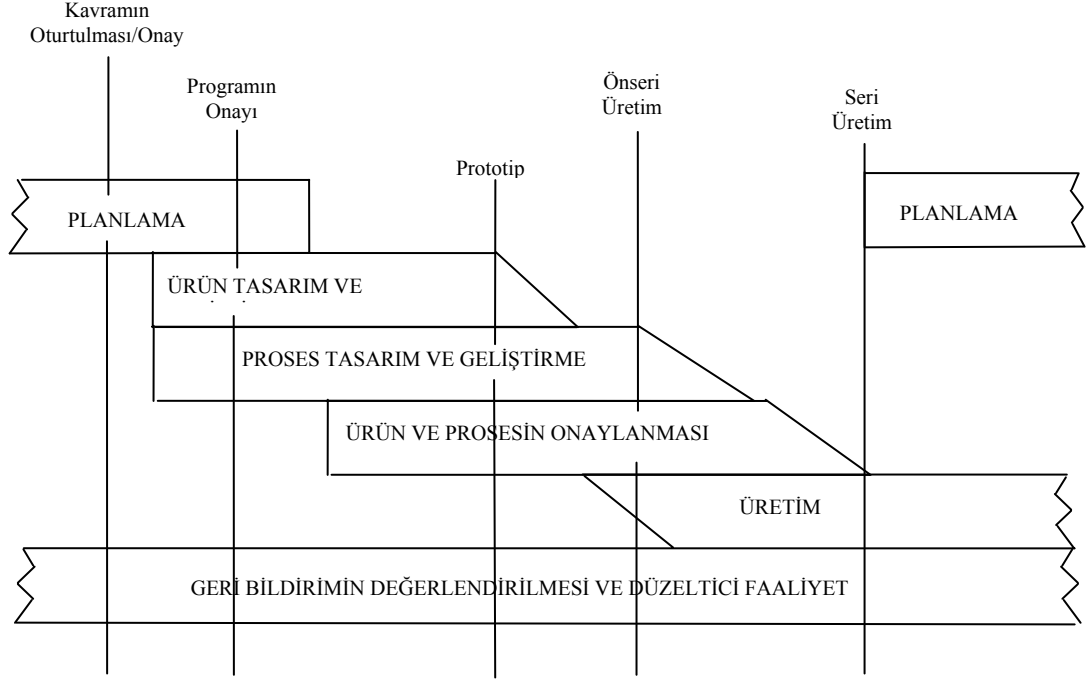 Kavramın
Oturtulması/Onay
Programın
Onayı
Prototip
Önseri
Üretim
Seri
Üretim
PLANLAMA
PLANLAMA
ÜRÜN TASARIM VE
PROSES TASARIM VE GELİŞTİRME
ÜRÜN VE PROSESİN ONAYLANMASI
ÜRETİM
GERİ BİLDİRİMİN DEĞERLENDİRİLMESİ VE DÜZELTİCİ FAALİYET